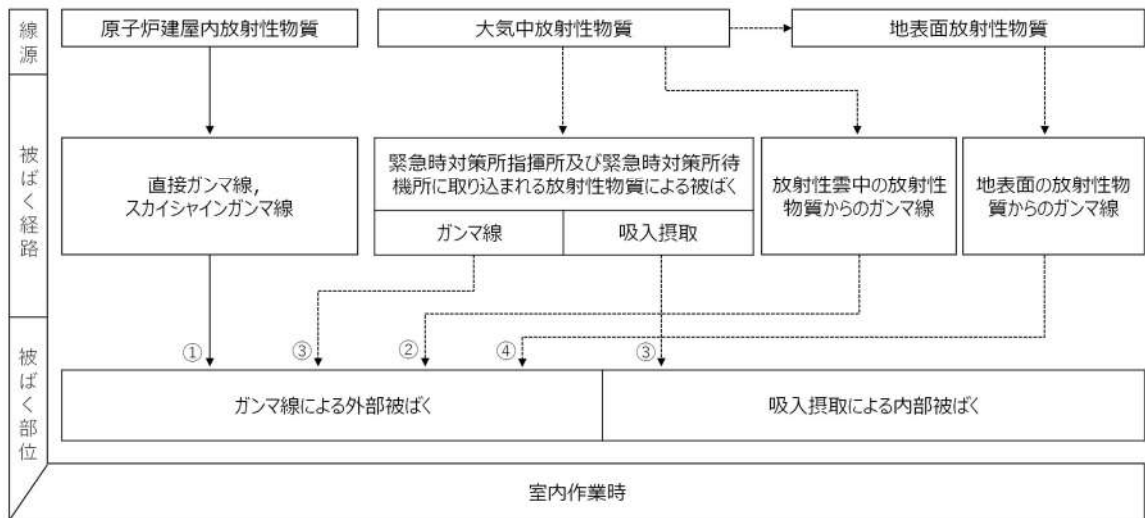 線源
原子炉建屋内放射性物質
大気中放射性物質
地表面放射性物質
被ばく経路
直接ガンマ線,
スカイシャインガンマ線
緊急時対策所指揮所及び緊急時対策所待
機所に取り込まれる放射性物質による被ばく
ガンマ線
吸入摂取
放射性雲中の放射性
物質からのガンマ線
地表面の放射性物
質からのガンマ線
①
③
②
④
③
被ばく部位
ガンマ線による外部被ばく
吸入摂取による内部被ばく
室内作業時